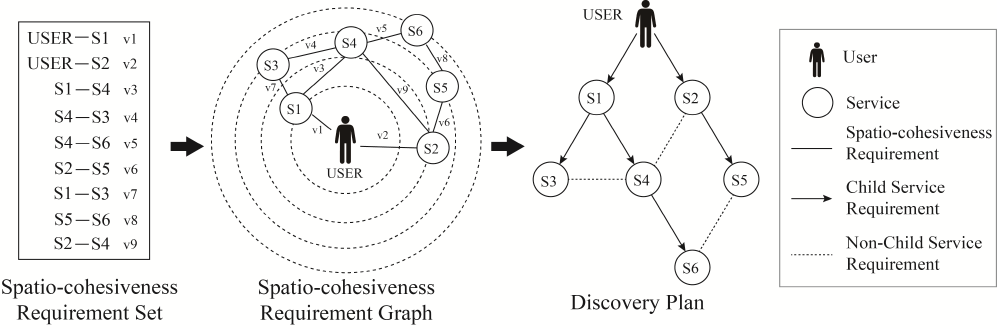 USER—S1 v1
USER—S2 v2
S1—S4 v3
S4—S3 v4
S4—S6 v5
S2—S5 v6
S1—S3 v7
S5—S6 v8
S2—S4 v9
Spatio-cohesiveness
Requirement Set
S6
v5
S4
v4
S3
v8
v3
v7
v9
S5
S1
v6
v1
v2
S2
USER
Spatio-cohesiveness
Requirement Graph
USER
S1
S2
S3
S4
S5
S6
Discovery Plan
User
Service
Spatio-cohesiveness
Requirement
Child Service
Requirement
Non-Child Service
Requirement